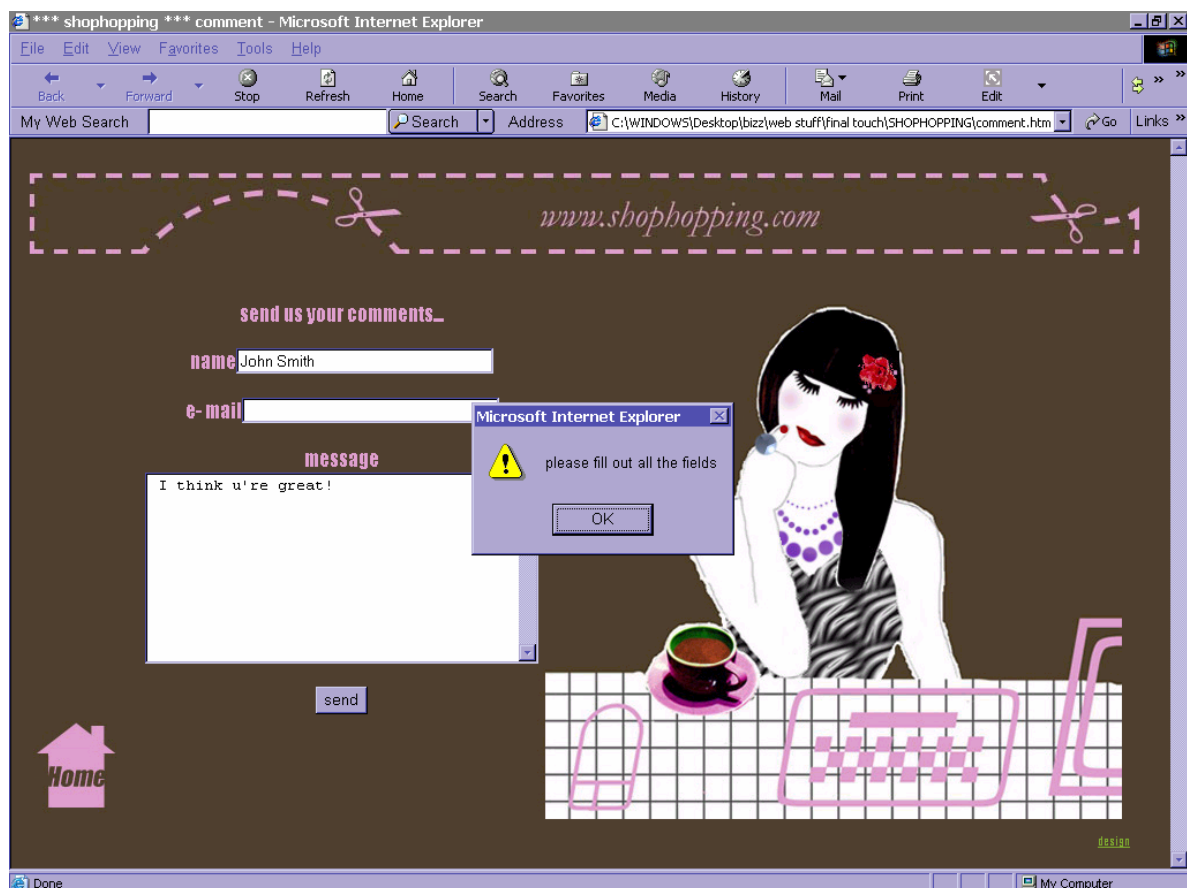 *** shophopping *** comment - Microsoft Internet Explorer
File Edit View Favorites Tools Help
Back Forward Stop Refresh Home Search Favorites Media History Mail Print Edit »
My Web Search Search Address C:\WINDOWS\Desktop\bizz\web stuff\final touch\SHOPHOPPING\comment.htm Go Links »
www.shophopping.com
send us your comments...
name John Smith
e-mail
Microsoft Internet Explorer
please fill out all the fields
OK
message
I think u're great!
send
Home
design
Done My Computer